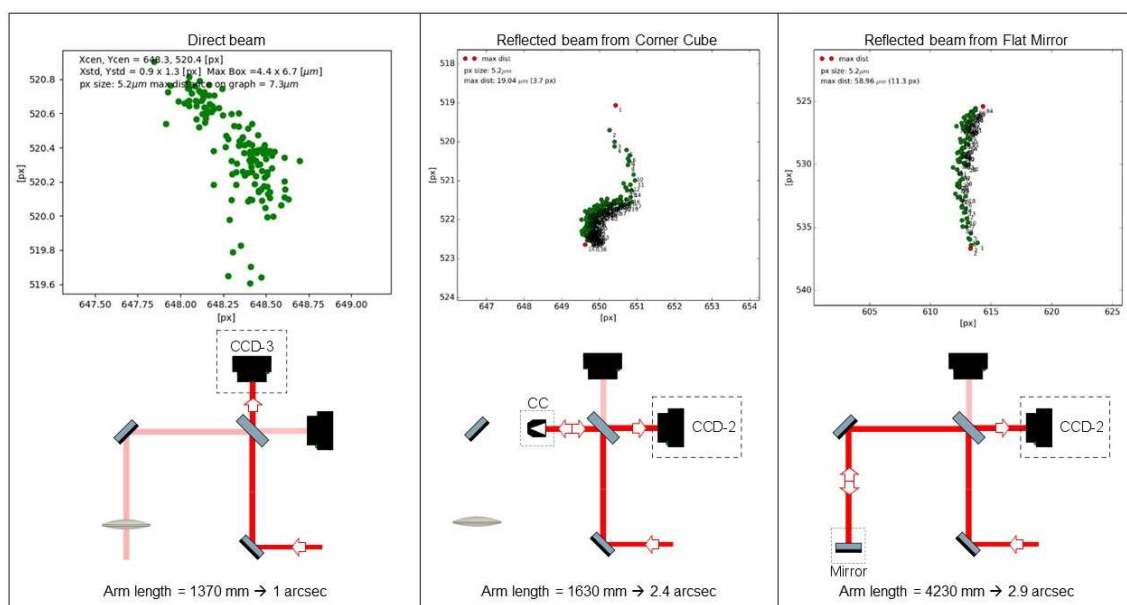 Direct beam
Xcen, Ycen = 648.3, 520.4 [px]
Xstd, Ystd = 0.9 x 1.3 [px]  Max Box =4.4 x 6.7 [μm]
px size: 5.2μm max distance on graph = 7.3μm
520.8
520.6
520.4
520.2
520.0
519.8
519.6
[px]
647.50 647.75 648.00 648.25 648.50 648.75 649.00
[px]
CCD-3
Arm length = 1370 mm → 1 arcsec
Reflected beam from Corner Cube
max dist
px size: 5.2μm
max dist: 19.04 μm (3.7 px)
518
519
520
521
522
523
524
[px]
1
2
647 648 649 650 651 652 653 654
[px]
CC
CCD-2
Arm length = 1630 mm → 2.4 arcsec
Reflected beam from Flat Mirror
max dist
px size: 5.2μm
max dist: 58.96 μm (11.3 px)
525
530
535
540
[px]
1
2
605 610 615 620 625
[px]
CCD-2
Mirror
Arm length = 4230 mm → 2.9 arcsec